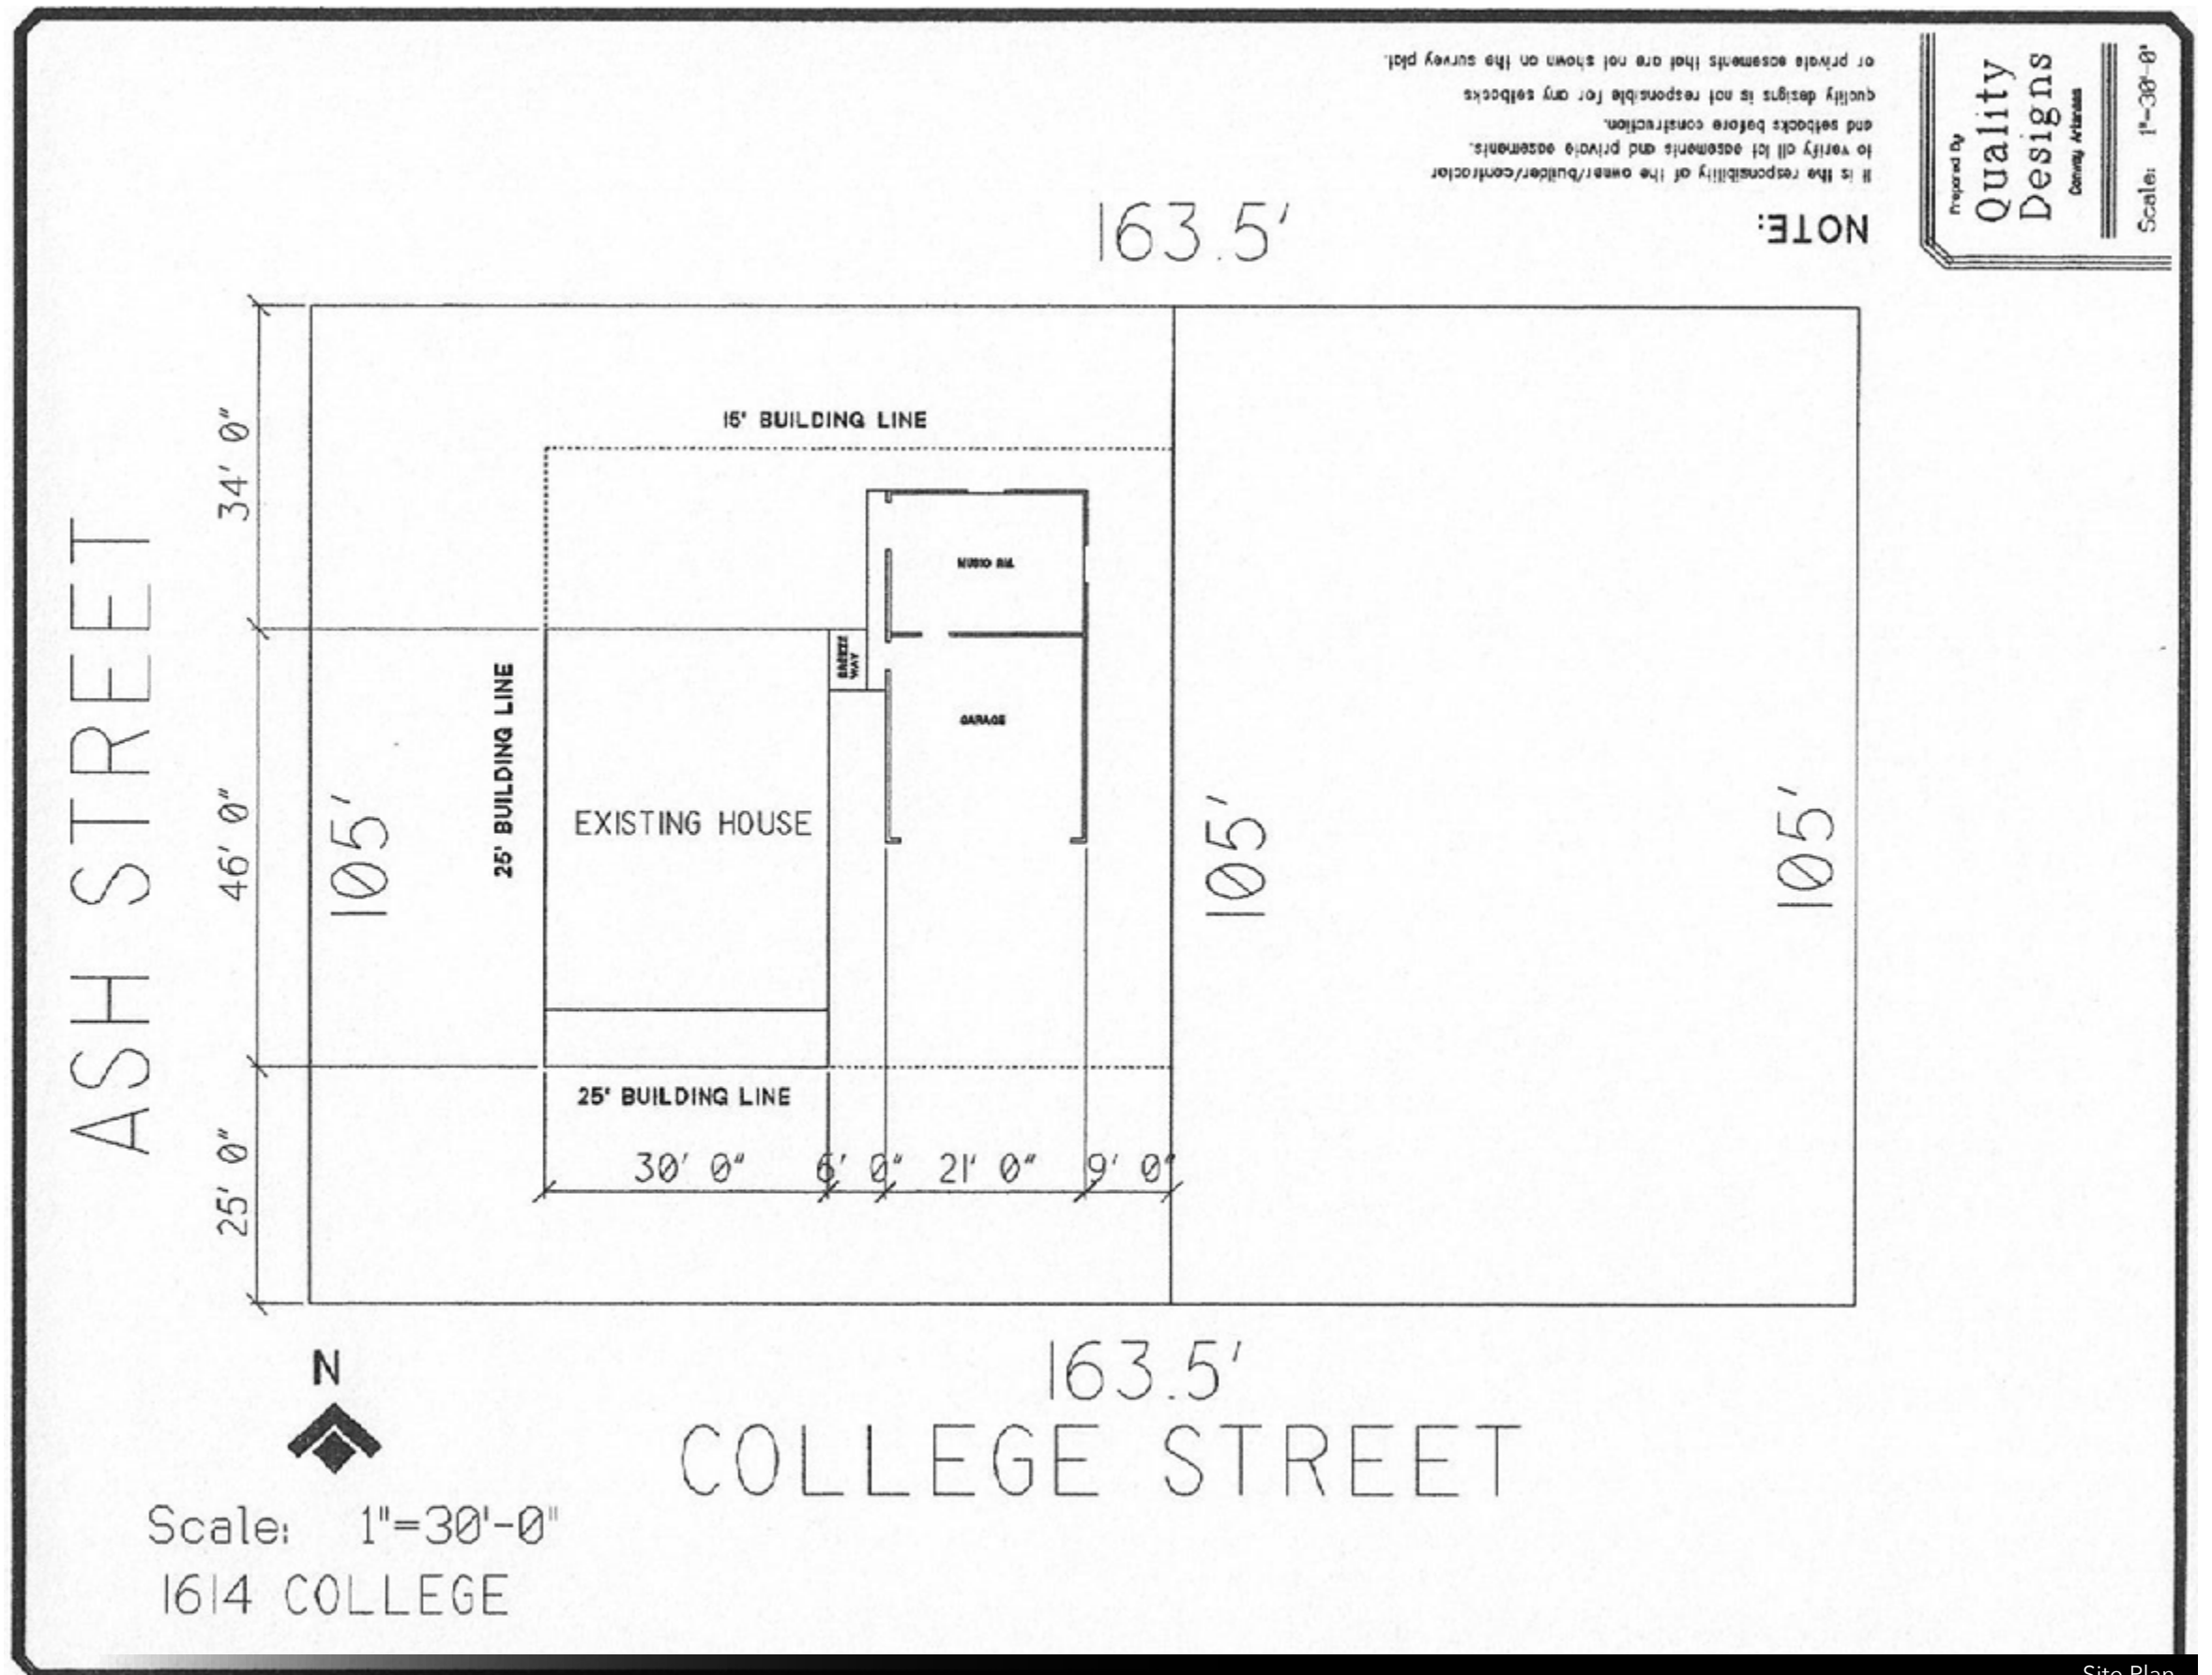 or private easements that are not shown on the survey plat.
quality designs is not responsible for any setbacks
and setbacks before construction.
to verify all lot easements and private easements.
It is the responsibility of the owner/builder/contractor
NOTE:
Prepared By
Quality
Designs
Conway, Arkansas
Scale: 1"=30'-0"
163.5'
15' BUILDING LINE
34' 0"
MUSIC RM.
ASH STREET
BREEZE
WAY
25' BUILDING LINE
GARAGE
46' 0"
105'
EXISTING HOUSE
105'
105'
25' BUILDING LINE
25' 0"
30' 0"
6' 0"
21' 0"
9' 0"
N
163.5'
COLLEGE STREET
Scale: 1"=30'-0"
1614 COLLEGE
Site Plan